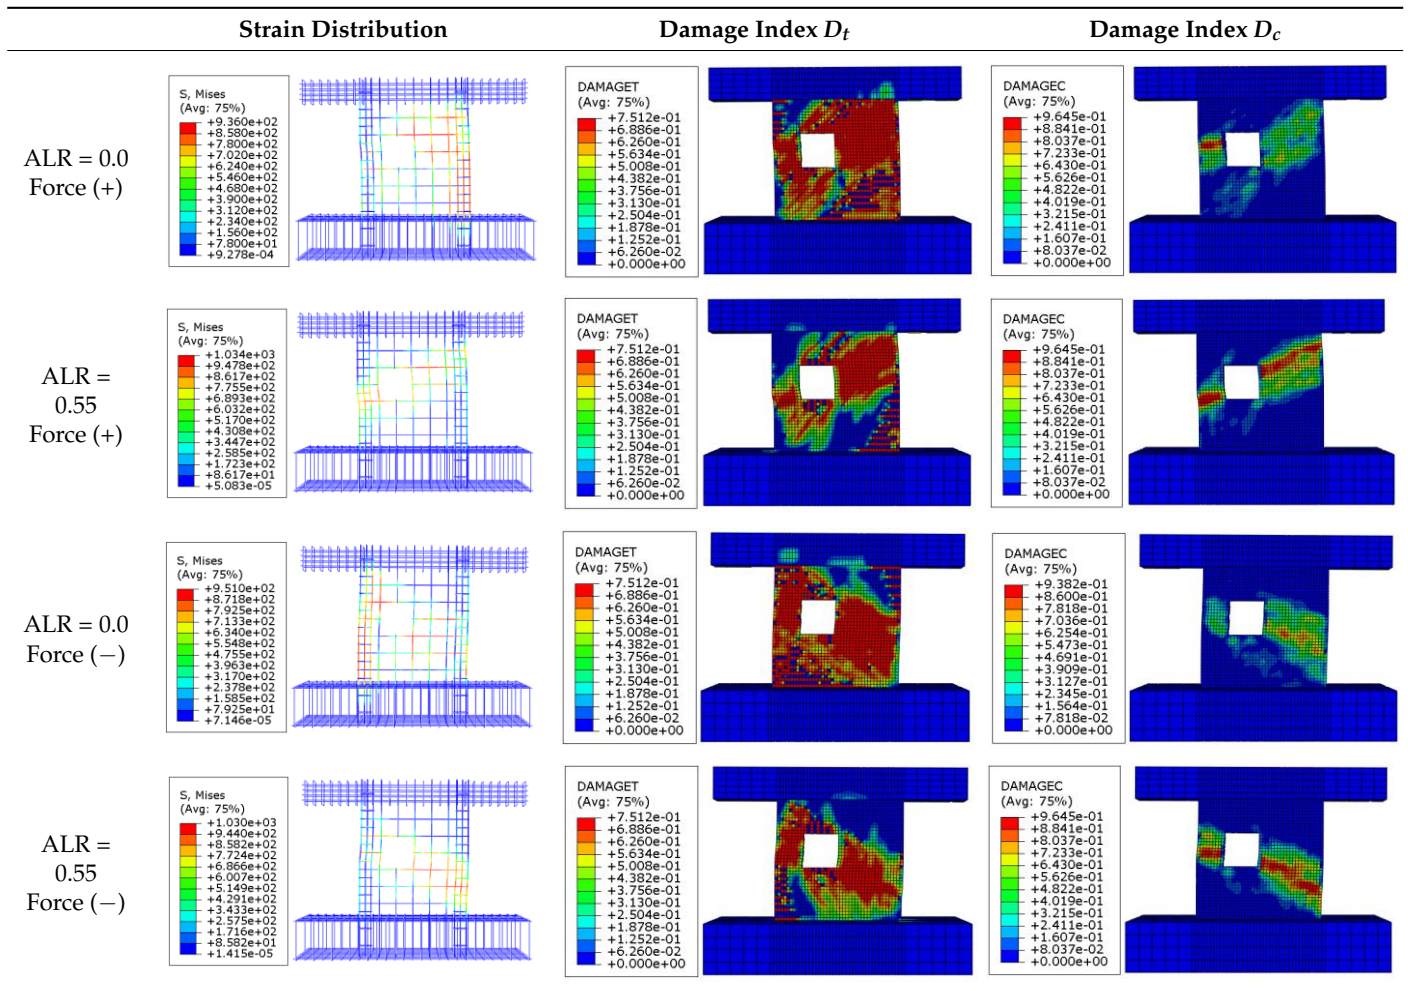 Strain Distribution
Damage Index Dt
Damage Index Dc
ALR = 0.0
Force (+)
S, Mises
(Avg: 75%)
+9.360e+02
+8.580e+02
+7.800e+02
+7.020e+02
+6.240e+02
+5.460e+02
+4.680e+02
+3.900e+02
+3.120e+02
+2.340e+02
+1.560e+02
+7.800e+01
+9.278e-04
DAMAGET
(Avg: 75%)
+7.512e-01
+6.886e-01
+6.260e-01
+5.634e-01
+5.008e-01
+4.382e-01
+3.756e-01
+3.130e-01
+2.504e-01
+1.878e-01
+1.252e-01
+6.260e-02
+0.000e+00
DAMAGEC
(Avg: 75%)
+9.645e-01
+8.841e-01
+8.037e-01
+7.233e-01
+6.430e-01
+5.626e-01
+4.822e-01
+4.019e-01
+3.215e-01
+2.411e-01
+1.607e-01
+8.037e-02
+0.000e+00
ALR =
0.55
Force (+)
S, Mises
(Avg: 75%)
+1.034e+03
+9.478e+02
+8.617e+02
+7.755e+02
+6.893e+02
+6.032e+02
+5.170e+02
+4.308e+02
+3.447e+02
+2.585e+02
+1.723e+02
+8.617e+01
+5.083e-05
DAMAGET
(Avg: 75%)
+7.512e-01
+6.886e-01
+6.260e-01
+5.634e-01
+5.008e-01
+4.382e-01
+3.756e-01
+3.130e-01
+2.504e-01
+1.878e-01
+1.252e-01
+6.260e-02
+0.000e+00
DAMAGEC
(Avg: 75%)
+9.645e-01
+8.841e-01
+8.037e-01
+7.233e-01
+6.430e-01
+5.626e-01
+4.822e-01
+4.019e-01
+3.215e-01
+2.411e-01
+1.607e-01
+8.037e-02
+0.000e+00
ALR = 0.0
Force (−)
S, Mises
(Avg: 75%)
+9.510e+02
+8.718e+02
+7.925e+02
+7.133e+02
+6.340e+02
+5.548e+02
+4.755e+02
+3.963e+02
+3.170e+02
+2.378e+02
+1.585e+02
+7.925e+01
+7.146e-05
DAMAGET
(Avg: 75%)
+7.512e-01
+6.886e-01
+6.260e-01
+5.634e-01
+5.008e-01
+4.382e-01
+3.756e-01
+3.130e-01
+2.504e-01
+1.878e-01
+1.252e-01
+6.260e-02
+0.000e+00
DAMAGEC
(Avg: 75%)
+9.382e-01
+8.600e-01
+7.818e-01
+7.036e-01
+6.254e-01
+5.473e-01
+4.691e-01
+3.909e-01
+3.127e-01
+2.345e-01
+1.564e-01
+7.818e-02
+0.000e+00
ALR =
0.55
Force (−)
S, Mises
(Avg: 75%)
+1.030e+03
+9.440e+02
+8.582e+02
+7.724e+02
+6.866e+02
+6.007e+02
+5.149e+02
+4.291e+02
+3.433e+02
+2.575e+02
+1.716e+02
+8.582e+01
+1.415e-05
DAMAGET
(Avg: 75%)
+7.512e-01
+6.886e-01
+6.260e-01
+5.634e-01
+5.008e-01
+4.382e-01
+3.756e-01
+3.130e-01
+2.504e-01
+1.878e-01
+1.252e-01
+6.260e-02
+0.000e+00
DAMAGEC
(Avg: 75%)
+9.645e-01
+8.841e-01
+8.037e-01
+7.233e-01
+6.430e-01
+5.626e-01
+4.822e-01
+4.019e-01
+3.215e-01
+2.411e-01
+1.607e-01
+8.037e-02
+0.000e+00